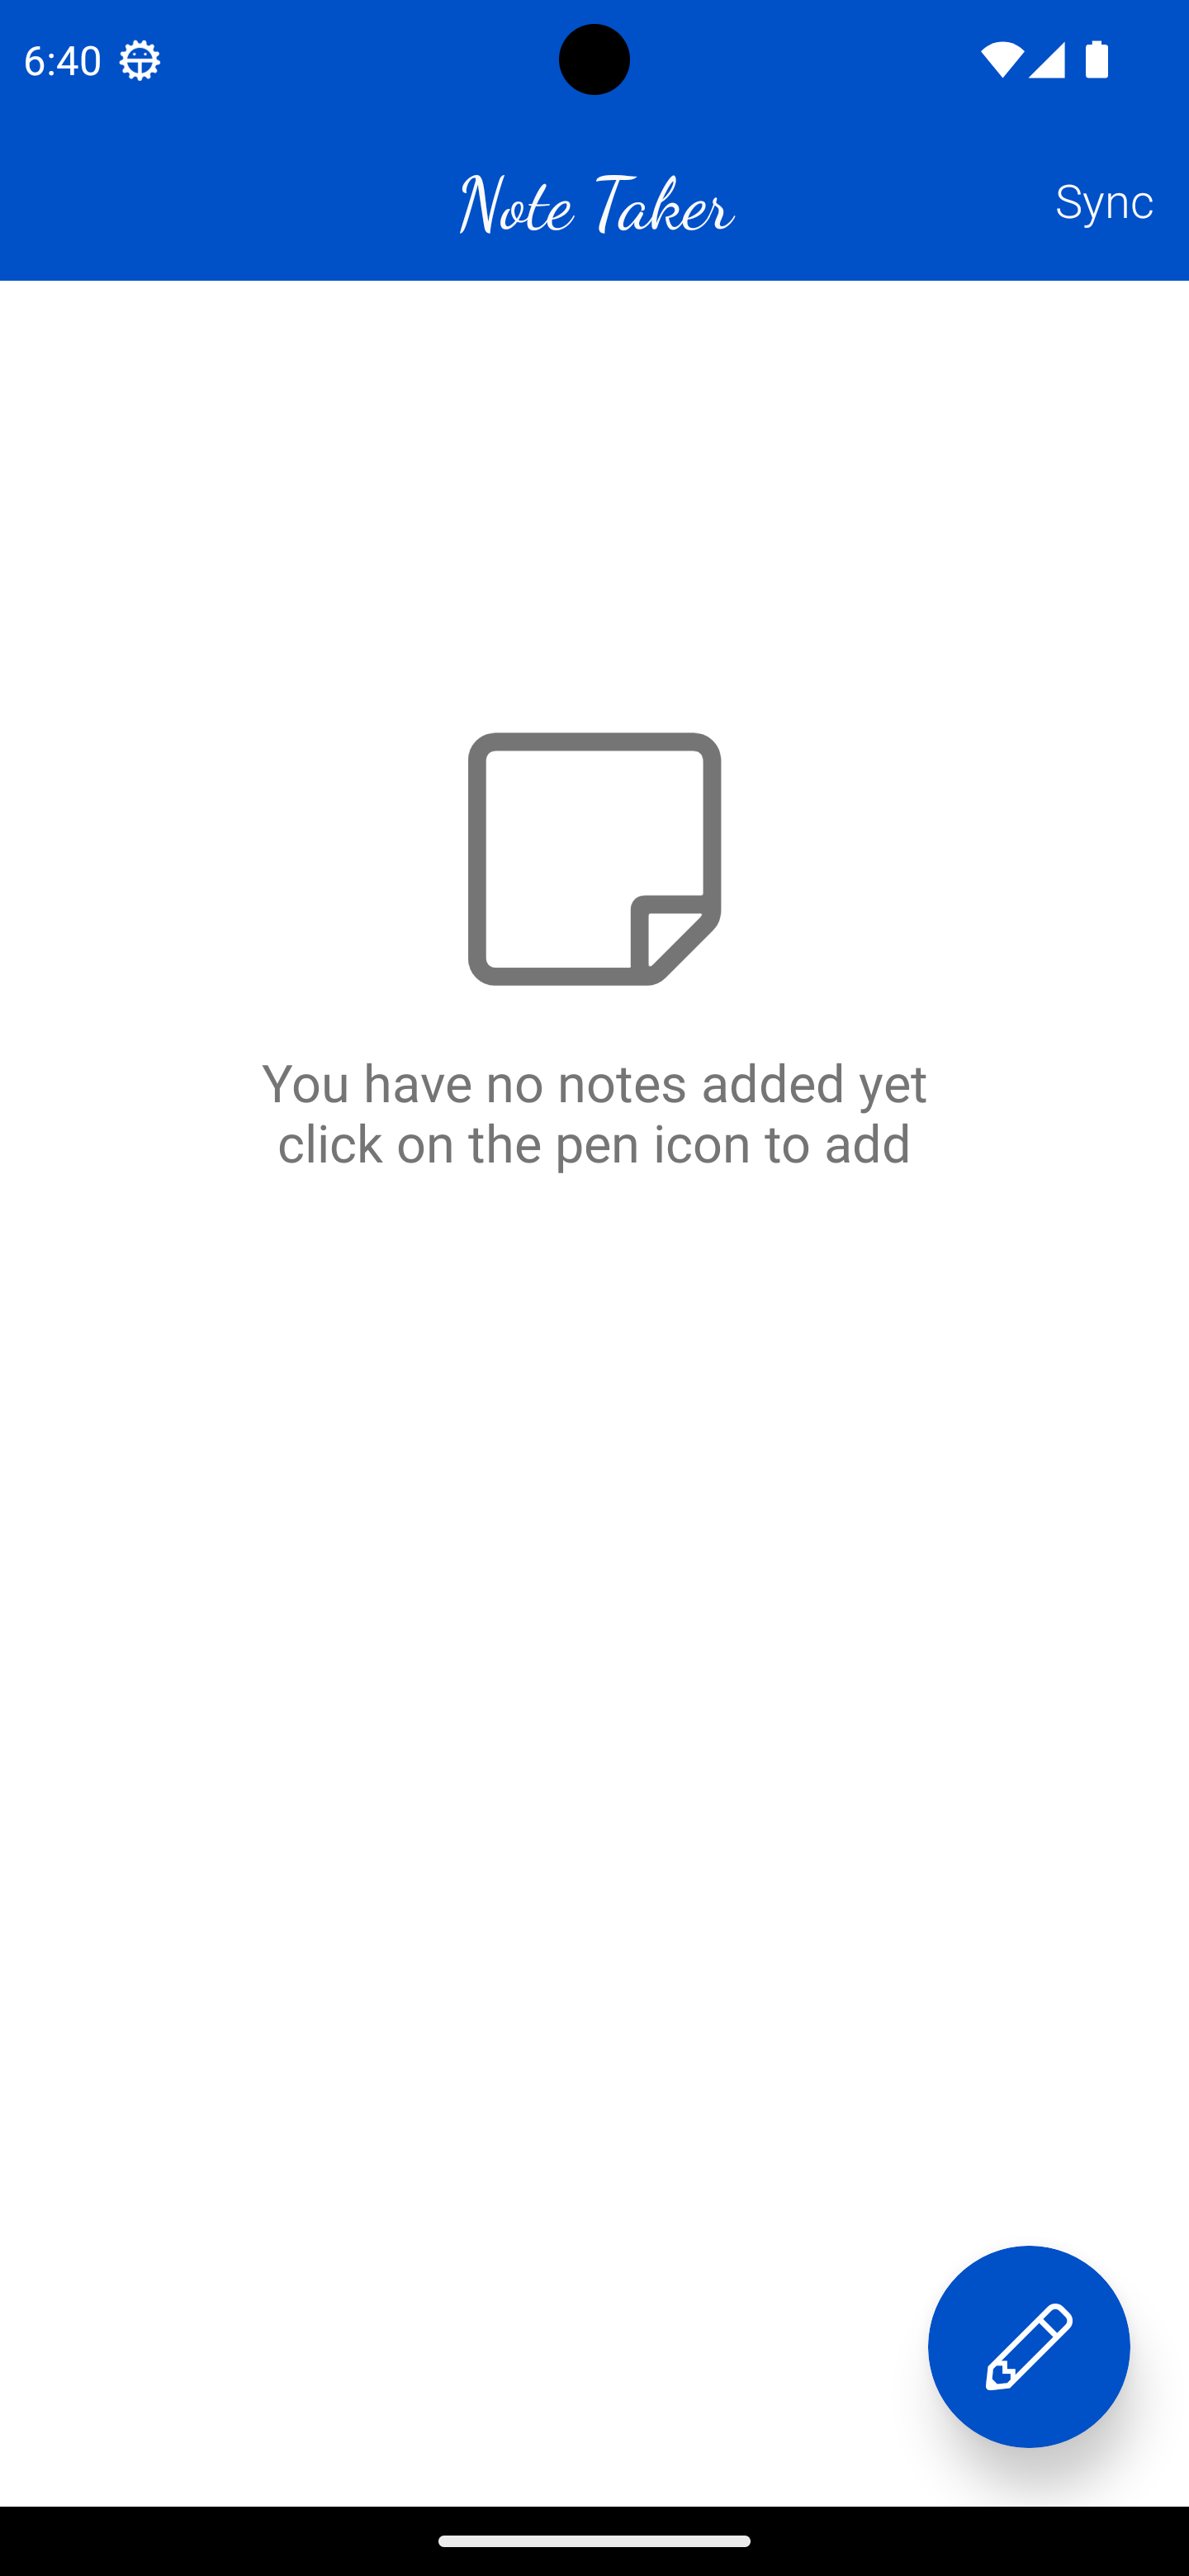 6:40
Note Taker
Sync
You have no notes added yet
click on the pen icon to add